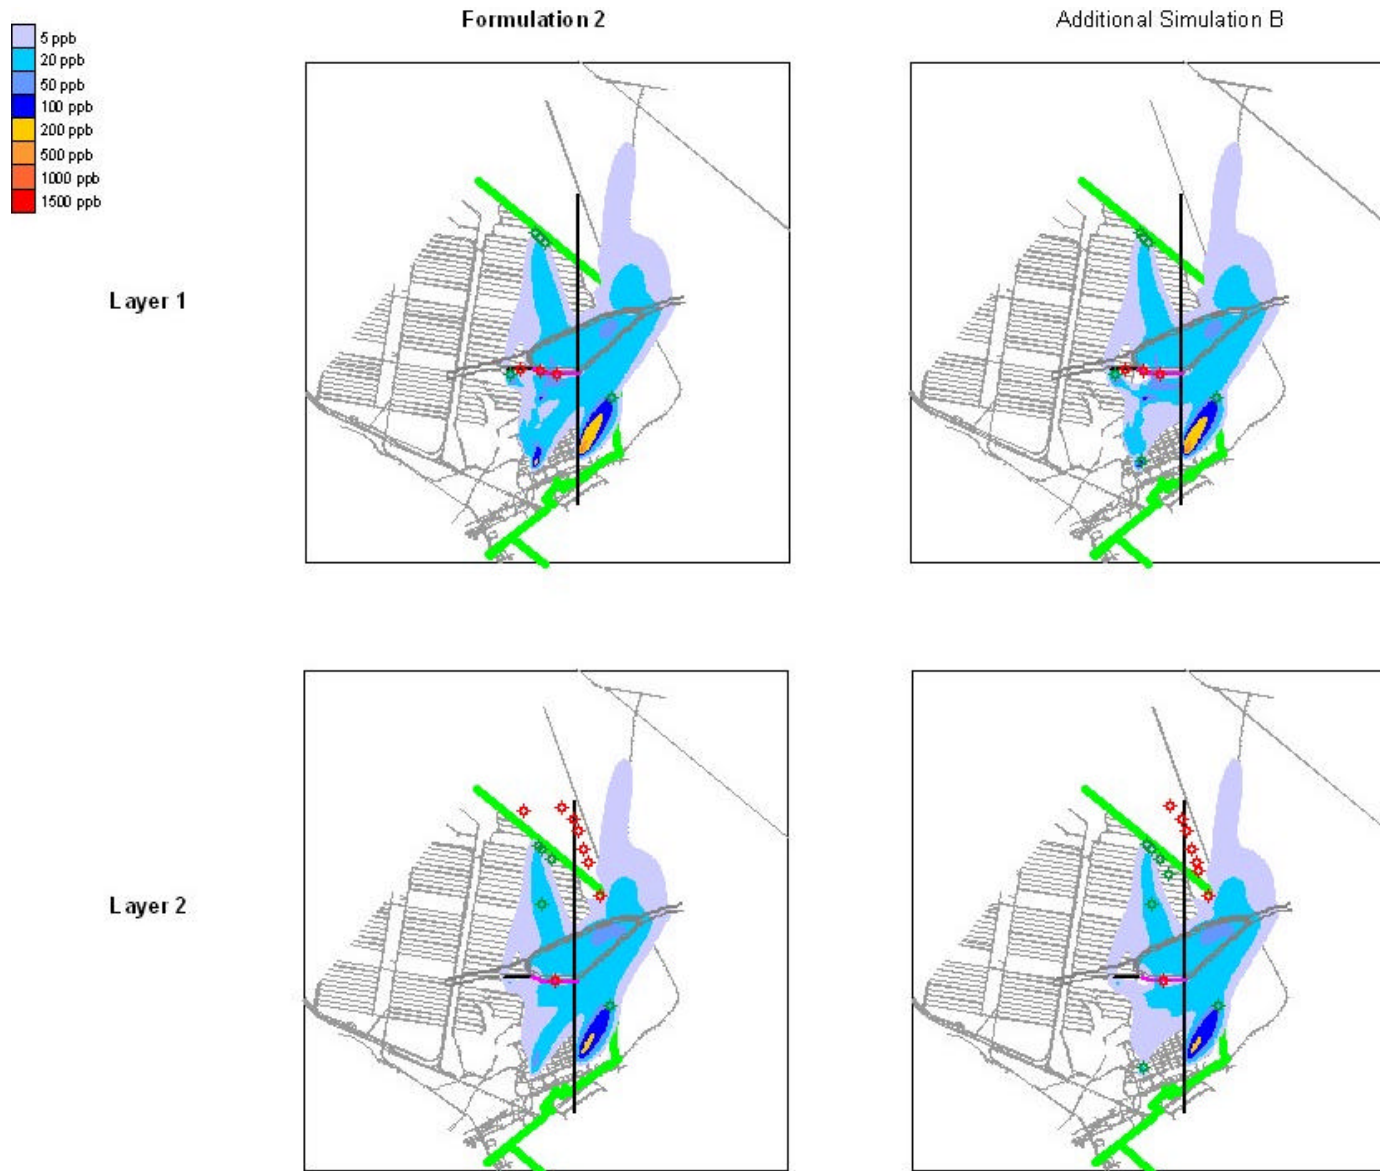 Formulation 2
Additional Simulation B
5 ppb
20 ppb
50 ppb
100 ppb
200 ppb
500 ppb
1000 ppb
1500 ppb
Layer 1
Layer 2